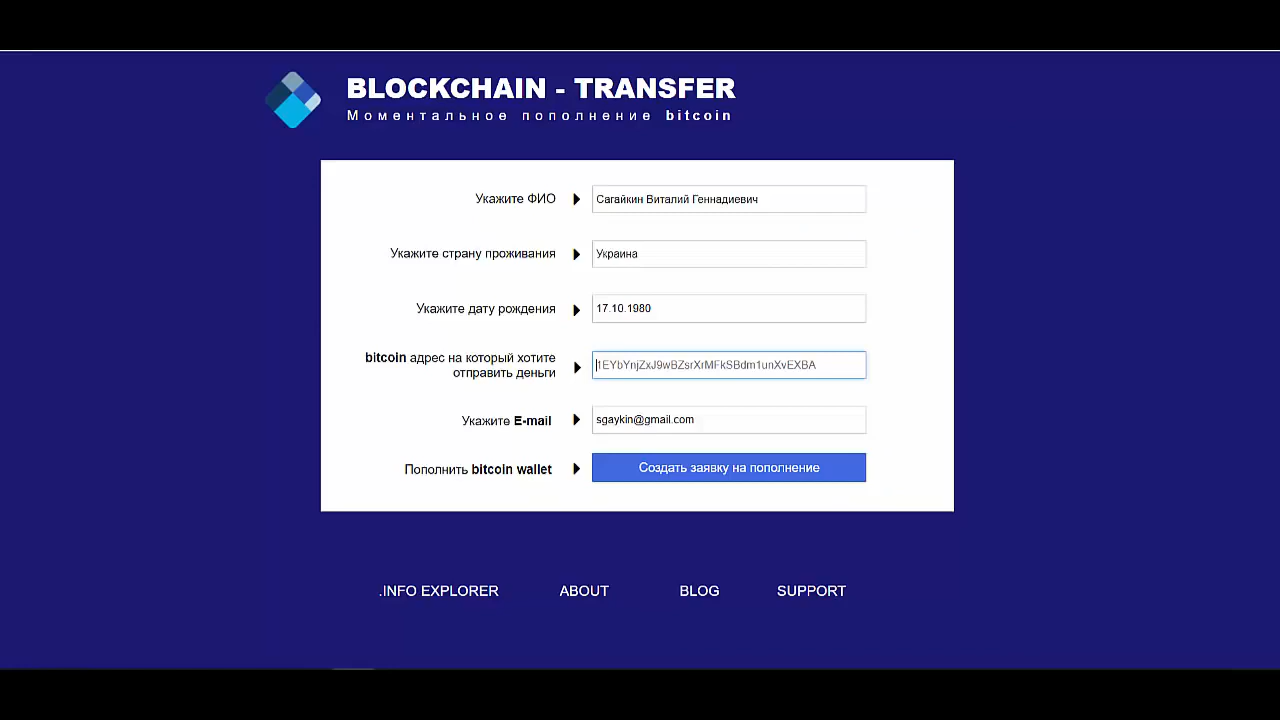 BLOCKCHAIN - TRANSFER
Моментальное пополнение bitcoin
Укажите ФИО
Сагайкин Виталий Геннадиевич
Укажите страну проживания
Украина
Укажите дату рождения
17.10.1980
bitcoin адрес на который хотите
отправить деньги
1EYbYnjZxJ9wBZsrXrMFkSBdm1unXvEXBA
Укажите E-mail
sgaykin@gmail.com
Пополнить bitcoin wallet
Создать заявку на пополнение
.INFO EXPLORER
ABOUT
BLOG
SUPPORT